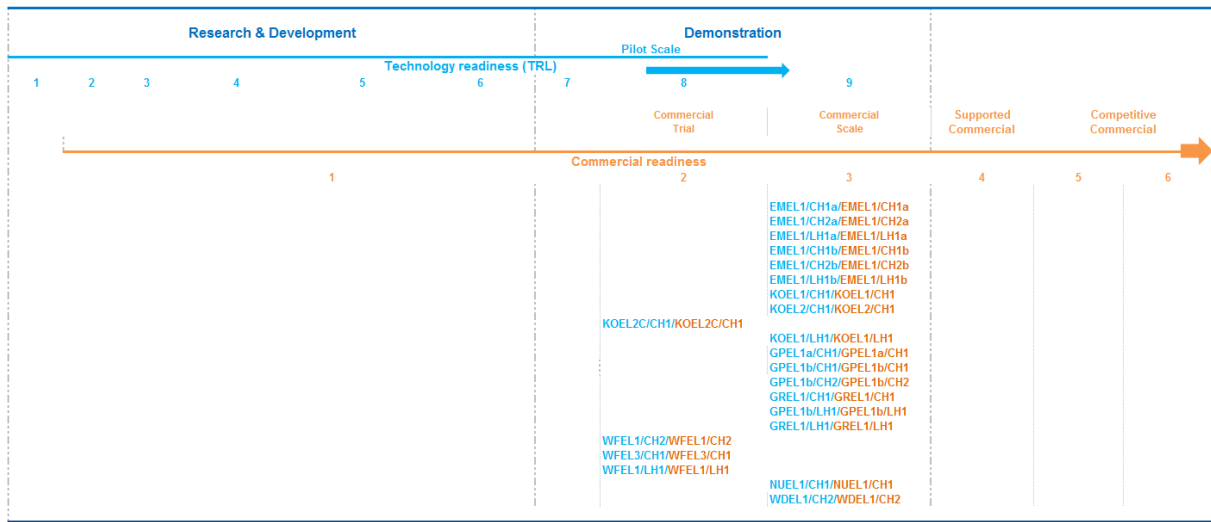 Research & Development Demonstration
Pilot Scale
Technology readiness (TRL)
1 2 3 4 5 6 7 8 9
Commercial Trial Commercial Scale Supported Commercial Competitive Commercial
Commercial readiness
1 2 3 4 5 6
EMEL1/CH1a/EMEL1/CH1a
EMEL1/CH2a/EMEL1/CH2a
EMEL1/LH1a/EMEL1/LH1a
EMEL1/CH1b/EMEL1/CH1b
EMEL1/CH2b/EMEL1/CH2b
EMEL1/LH1b/EMEL1/LH1b
KOEL1/CH1/KOEL1/CH1
KOEL2/CH1/KOEL2/CH1
KOEL2C/CH1/KOEL2C/CH1
KOEL1/LH1/KOEL1/LH1
GPEL1a/CH1/GPEL1a/CH1
GPEL1b/CH1/GPEL1b/CH1
GPEL1b/CH2/GPEL1b/CH2
GREL1/CH1/GREL1/CH1
GPEL1b/LH1/GPEL1b/LH1
GREL1/LH1/GREL1/LH1
WFEL1/CH2/WFEL1/CH2
WFEL3/CH1/WFEL3/CH1
WFEL1/LH1/WFEL1/LH1
NUEL1/CH1/NUEL1/CH1
WDEL1/CH2/WDEL1/CH2